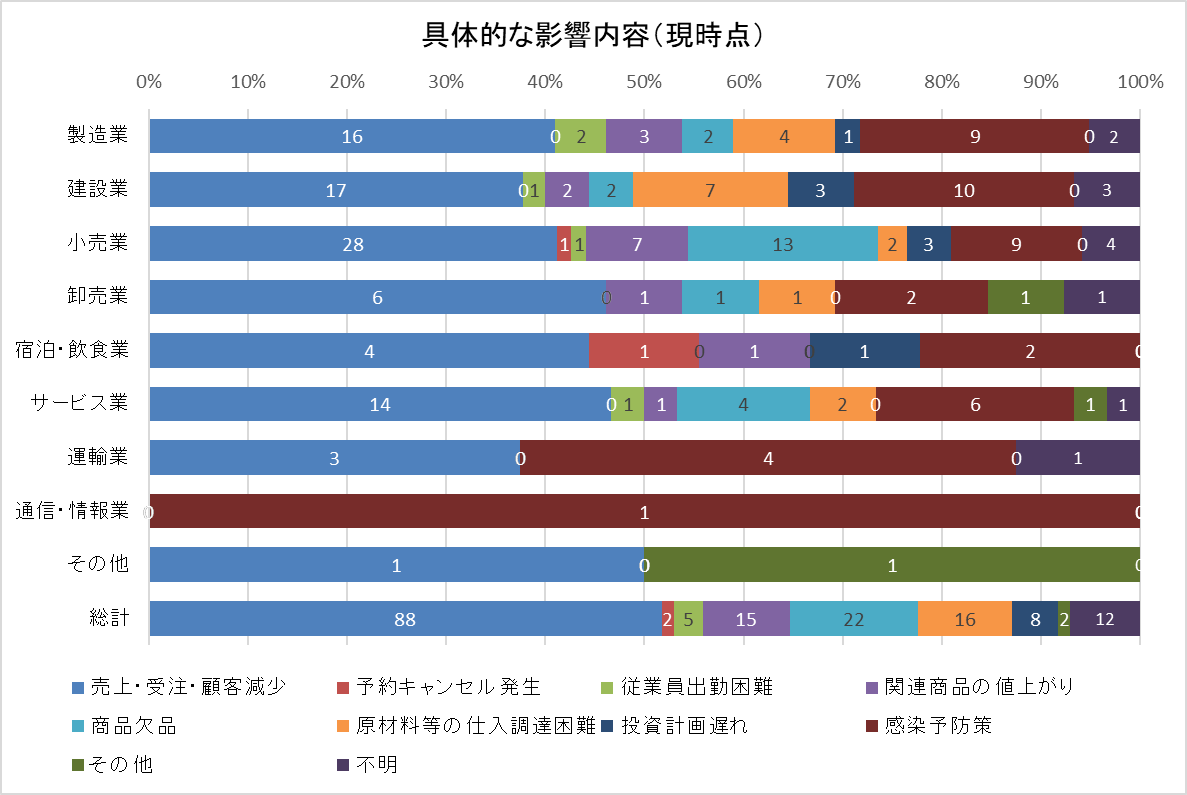 具体的な影響内容（現時点）
0% 10% 20% 30% 40% 50% 60% 70% 80% 90% 100%
製造業 16 0 2 3 2 4 1 9 0 2
建設業 17 0 1 2 2 7 3 10 0 3
小売業 28 1 1 7 13 2 3 9 0 4
卸売業 6 0 1 1 1 0 2 1 1
宿泊・飲食業 4 1 0 1 0 1 2 0
サービス業 14 0 1 1 4 2 0 6 1 1
運輸業 3 0 4 0 1
通信・情報業 0 1 0
その他 1 0 1 0
総計 88 2 5 15 22 16 8 2 12
売上・受注・顧客減少 予約キャンセル発生 従業員出勤困難 関連商品の値上がり
商品欠品 原材料等の仕入調達困難 投資計画遅れ 感染予防策
その他 不明